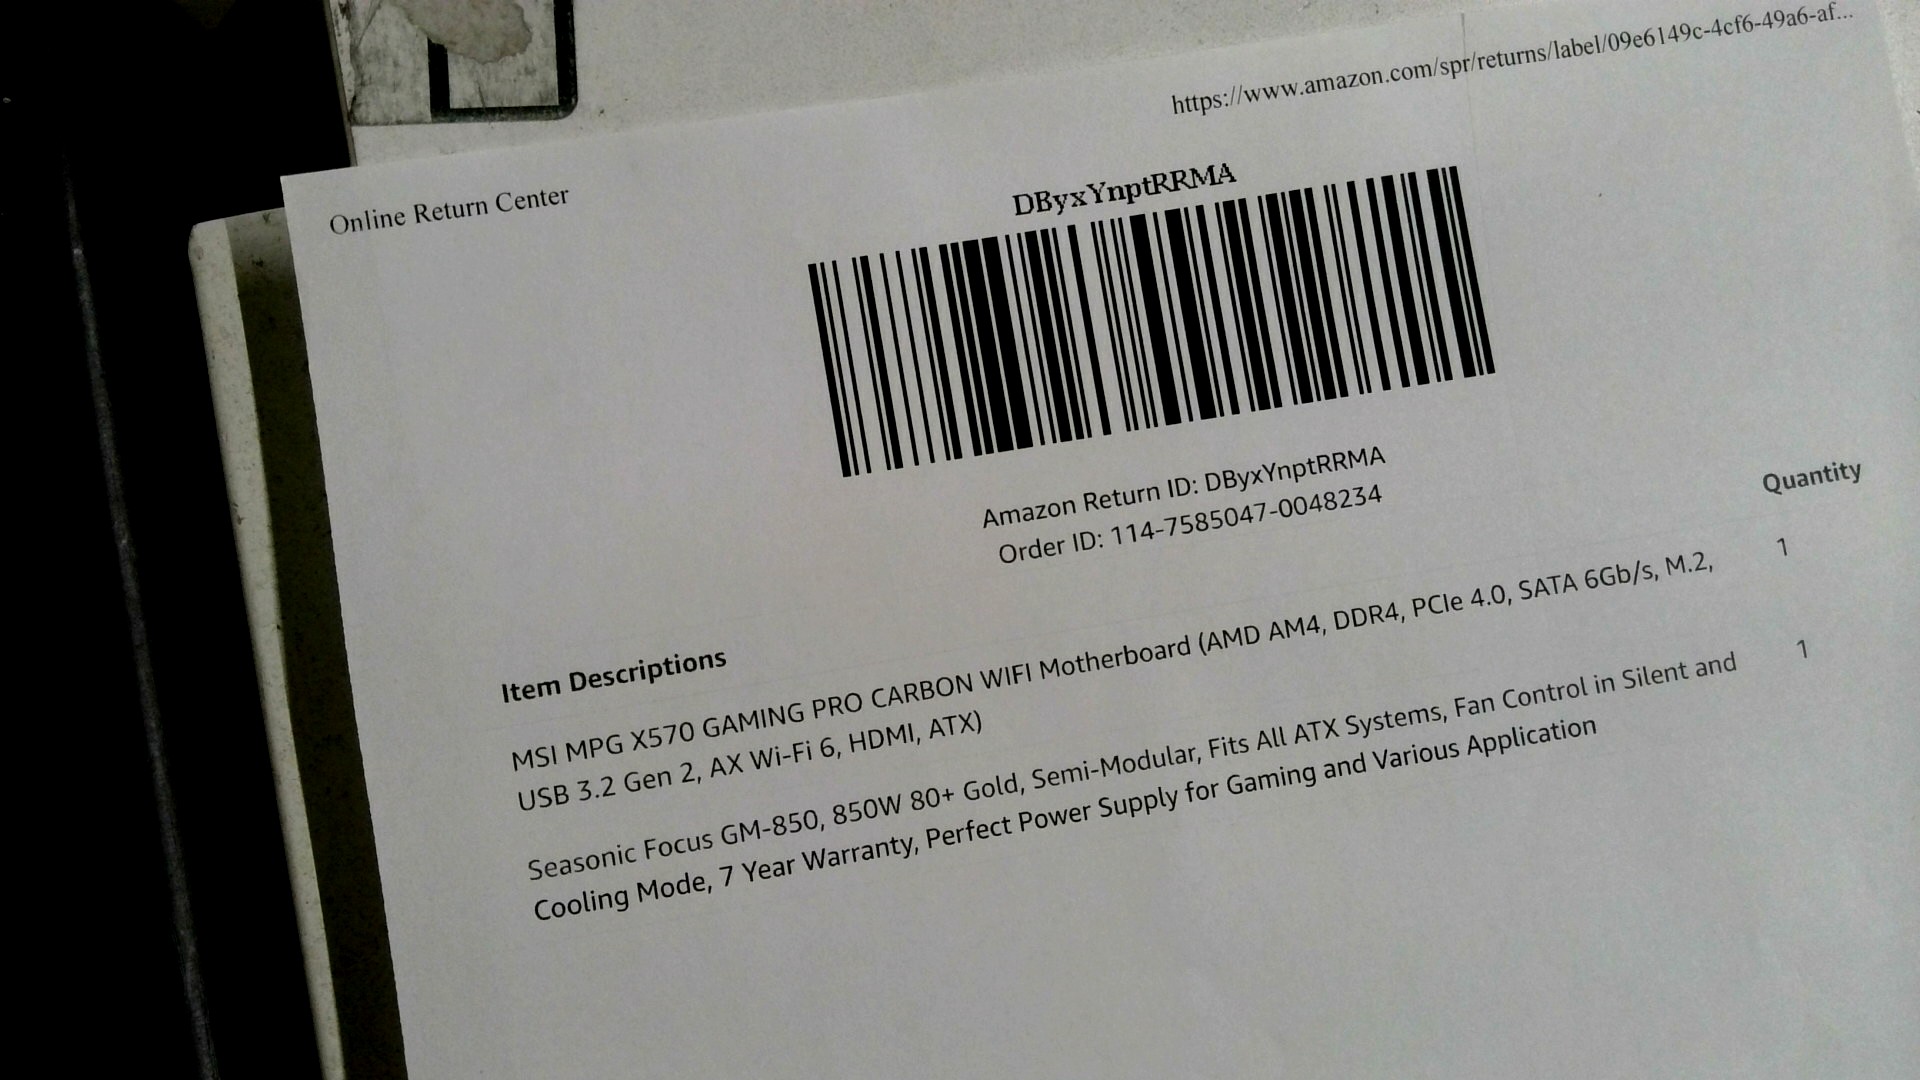 https://www.amazon.com/spr/returns/label/09e6149c-4cf6-49a6-af...
Online Return Center
DByxYnptRRMA
Amazon Return ID: DByxYnptRRMA
Order ID: 114-7585047-0048234
Quantity
Item Descriptions
MSI MPG X570 GAMING PRO CARBON WIFI Motherboard (AMD AM4, DDR4, PCIe 4.0, SATA 6Gb/s, M.2, 1
USB 3.2 Gen 2, AX Wi-Fi 6, HDMI, ATX)
Seasonic Focus GM-850, 850W 80+ Gold, Semi-Modular, Fits All ATX Systems, Fan Control in Silent and 1
Cooling Mode, 7 Year Warranty, Perfect Power Supply for Gaming and Various Application